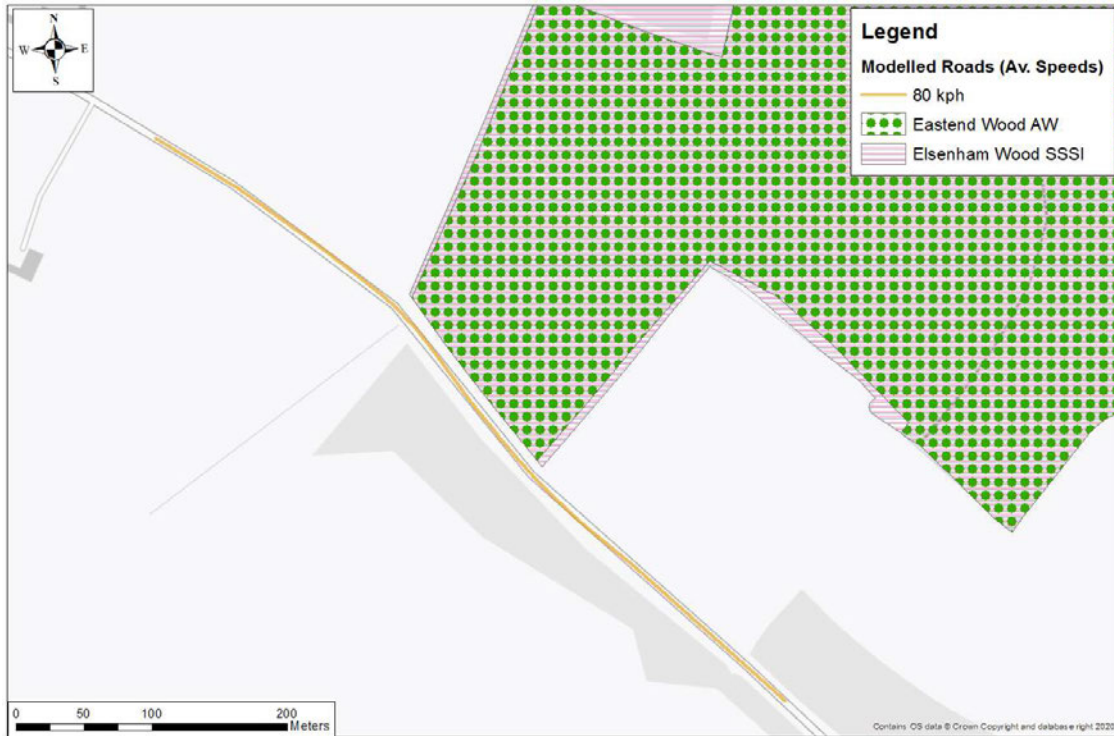 N
W E
S
Legend
Modelled Roads (Av. Speeds)
80 kph
Eastend Wood AW
Elsenham Wood SSSI
0 50 100 200
Meters
Contains OS data © Crown Copyright and database right 2020